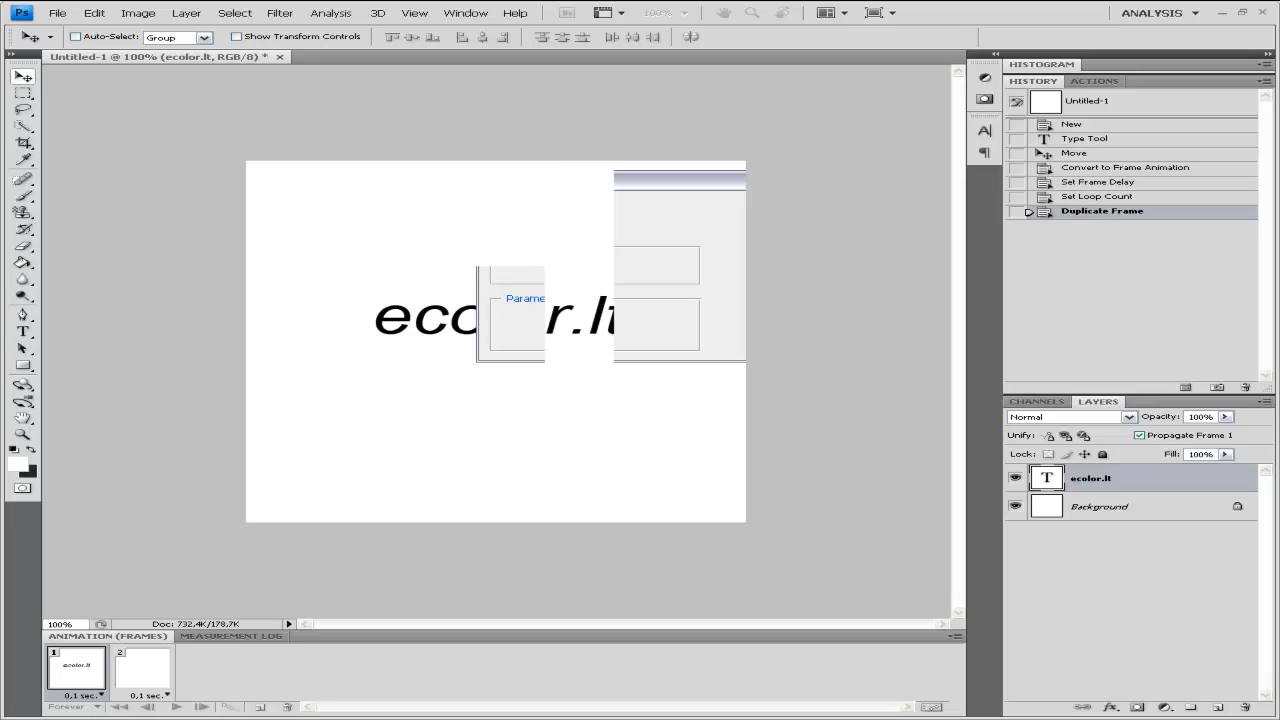 Ps File Edit Image Layer Select Filter Analysis 3D View Window Help 100% ANALYSIS
Auto-Select: Group Show Transform Controls
Untitled-1 @ 100% (ecolor.lt, RGB/8) *
HISTOGRAM
HISTORY ACTIONS
Untitled-1
New
Type Tool
Move
Convert to Frame Animation
Set Frame Delay
Set Loop Count
Duplicate Frame
Parame
eco r.lt
CHANNELS LAYERS
Normal Opacity: 100%
Unify: Propagate Frame 1
Lock: Fill: 100%
T ecolor.lt
Background
100% Doc: 732,4K/178,7K
ANIMATION (FRAMES) MEASUREMENT LOG
1 2
ecolor.lt
0,1 sec. 0,1 sec.
Forever